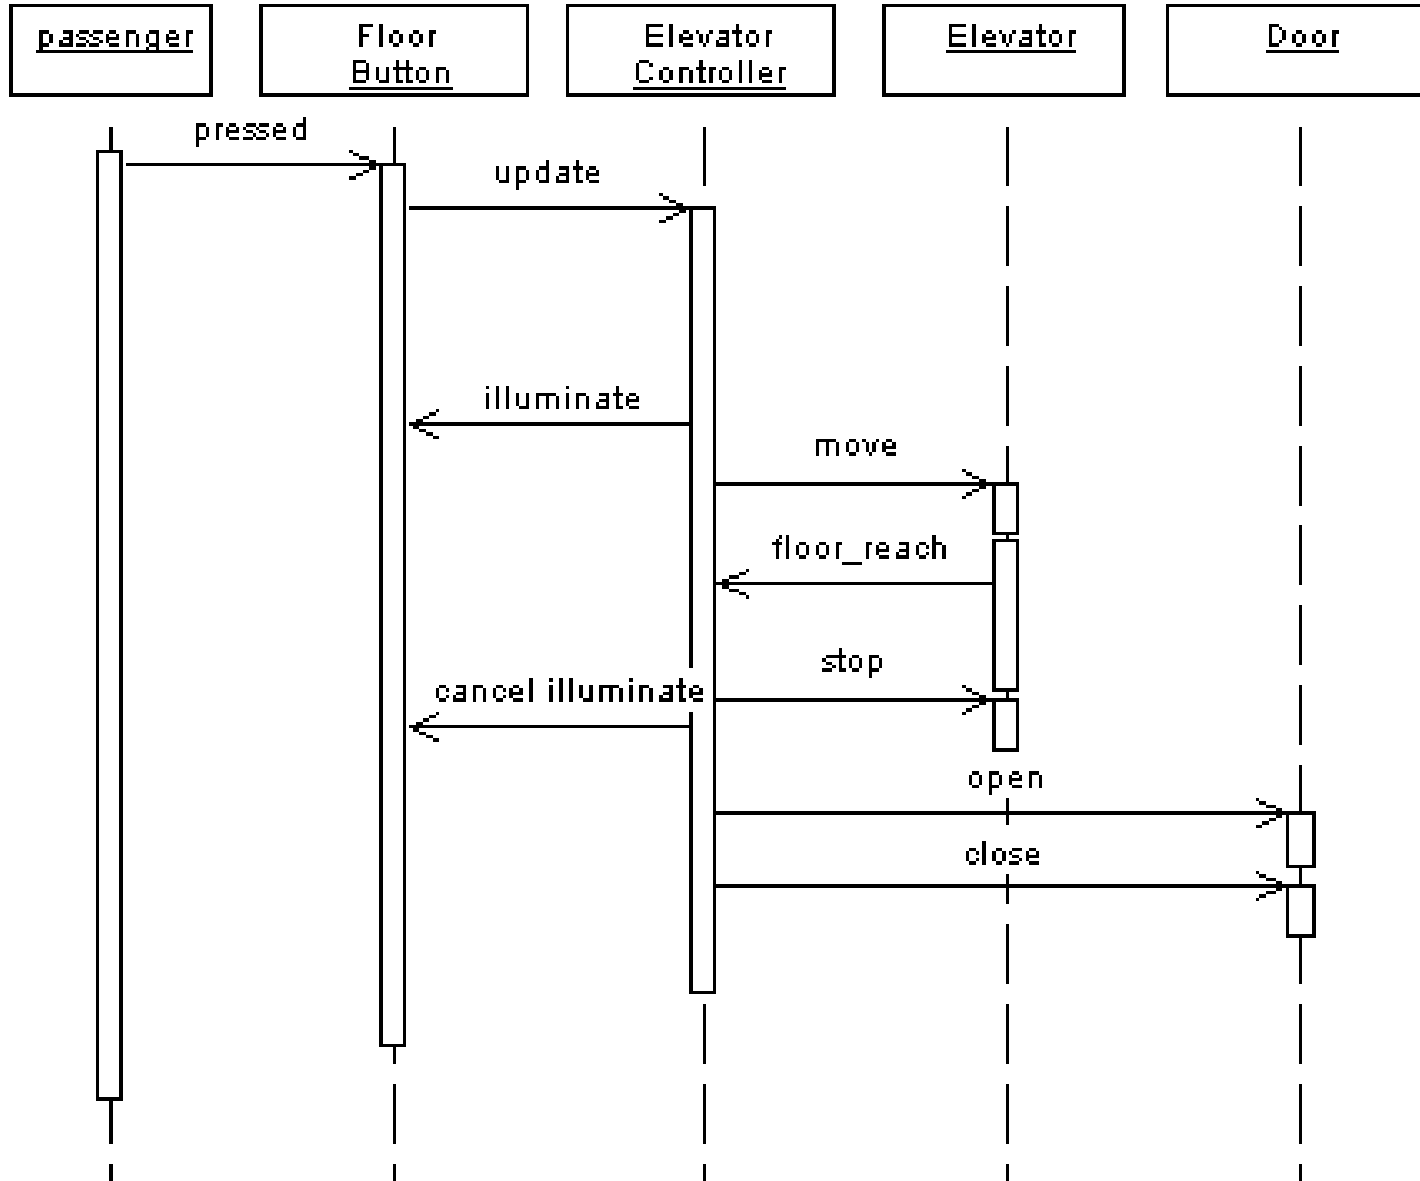 passenger
Floor
Button
Elevator
Controller
Elevator
Door
pressed
update
illuminate
move
floor_reach
stop
cancel illuminate
open
close